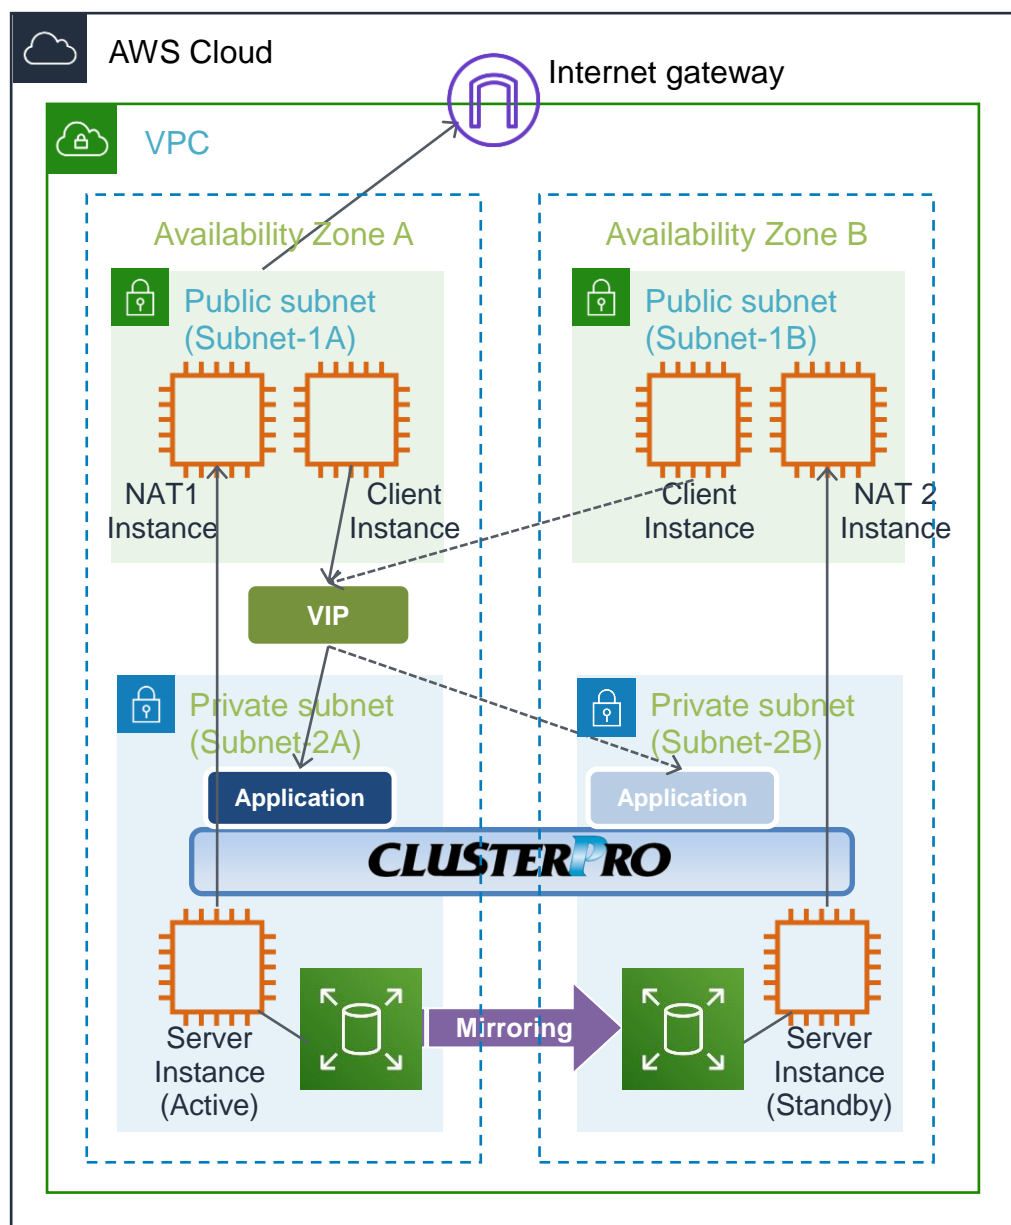 AWS Cloud
Internet gateway
VPC
Availability Zone A
Availability Zone B
Public subnet
(Subnet-1A)
Public subnet
(Subnet-1B)
NAT1
Instance
Client
Instance
Client
Instance
NAT 2
Instance
VIP
Private subnet
(Subnet-2A)
Private subnet
(Subnet-2B)
Application
Application
CLUSTERPRO
Mirroring
Server
Instance
(Active)
Server
Instance
(Standby)